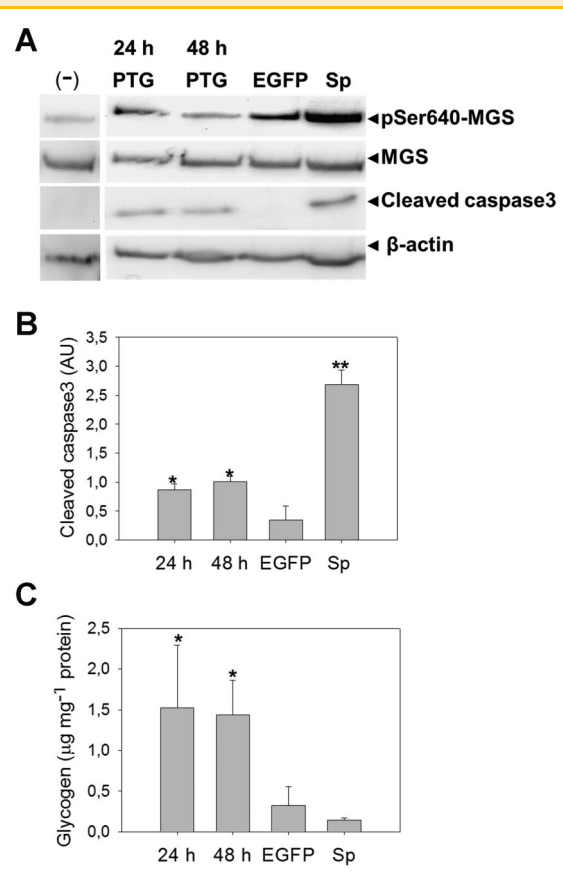 A
24 h 48 h
(−) PTG PTG EGFP Sp
pSer640-MGS
MGS
Cleaved caspase3
β-actin
B
Cleaved caspase3 (AU)
3,5
3,0
2,5
2,0
1,5
1,0
0,5
0,0
* * **
24 h 48 h EGFP Sp
C
Glycogen (μg mg⁻¹ protein)
2,5
2,0
1,5
1,0
0,5
0,0
* *
24 h 48 h EGFP Sp